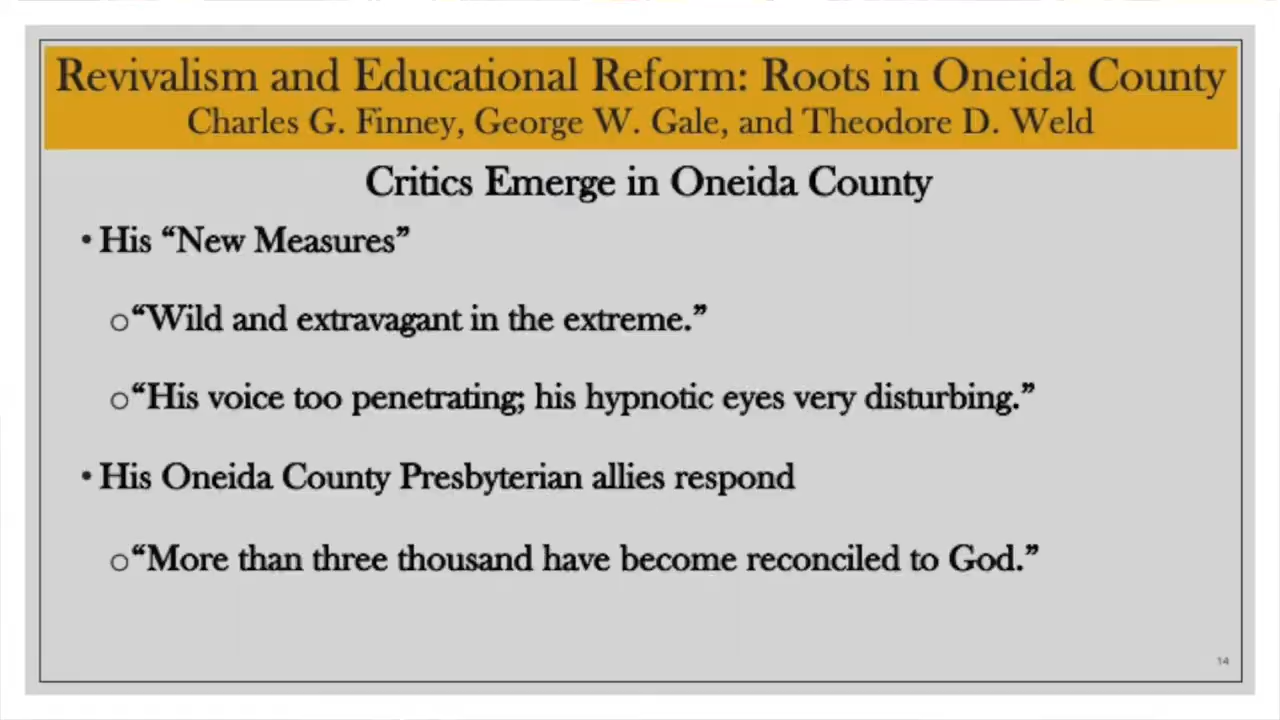 Revivalism and Educational Reform: Roots in Oneida County
Charles G. Finney, George W. Gale, and Theodore D. Weld
Critics Emerge in Oneida County
• His “New Measures”
o“Wild and extravagant in the extreme.”
o“His voice too penetrating; his hypnotic eyes very disturbing.”
• His Oneida County Presbyterian allies respond
o“More than three thousand have become reconciled to God.”
14